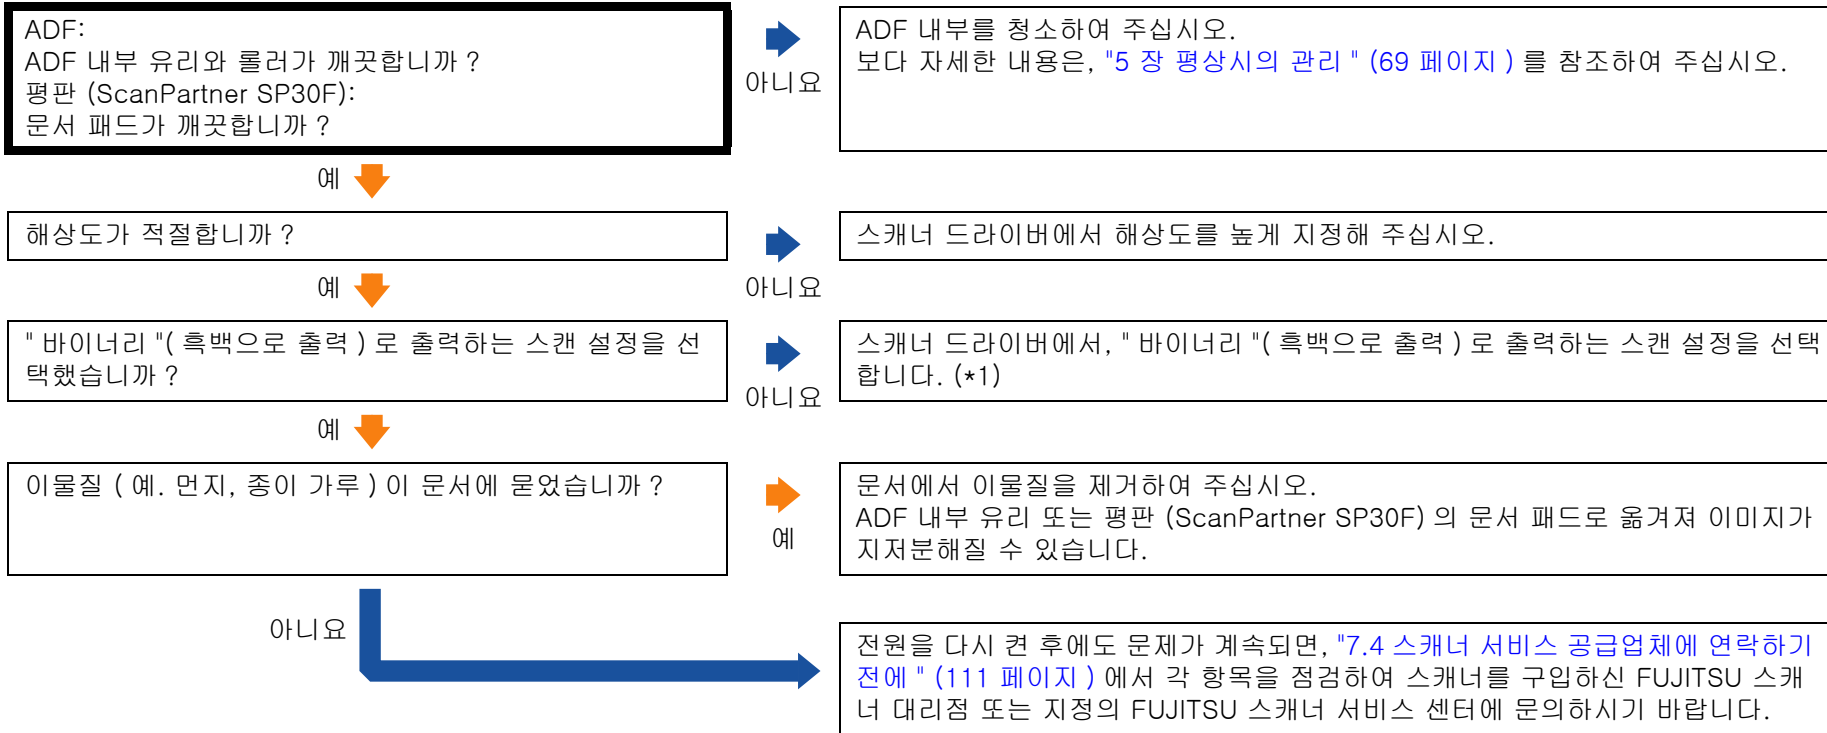 ADF:
ADF 내부 유리와 롤러가 깨끗합니까 ?
평판 (ScanPartner SP30F):
문서 패드가 깨끗합니까 ?
아니요
ADF 내부를 청소하여 주십시오.
보다 자세한 내용은, "5 장 평상시의 관리 " (69 페이지 ) 를 참조하여 주십시오.
예
해상도가 적절합니까 ?
아니요
스캐너 드라이버에서 해상도를 높게 지정해 주십시오.
예
" 바이너리 "( 흑백으로 출력 ) 로 출력하는 스캔 설정을 선
택했습니까 ?
아니요
스캐너 드라이버에서, " 바이너리 "( 흑백으로 출력 ) 로 출력하는 스캔 설정을 선택
합니다. (*1)
예
이물질 ( 예. 먼지, 종이 가루 ) 이 문서에 묻었습니까 ?
예
문서에서 이물질을 제거하여 주십시오.
ADF 내부 유리 또는 평판 (ScanPartner SP30F) 의 문서 패드로 옮겨져 이미지가
지저분해질 수 있습니다.
아니요
전원을 다시 켠 후에도 문제가 계속되면, "7.4 스캐너 서비스 공급업체에 연락하기
전에 " (111 페이지 ) 에서 각 항목을 점검하여 스캐너를 구입하신 FUJITSU 스캐
너 대리점 또는 지정의 FUJITSU 스캐너 서비스 센터에 문의하시기 바랍니다.